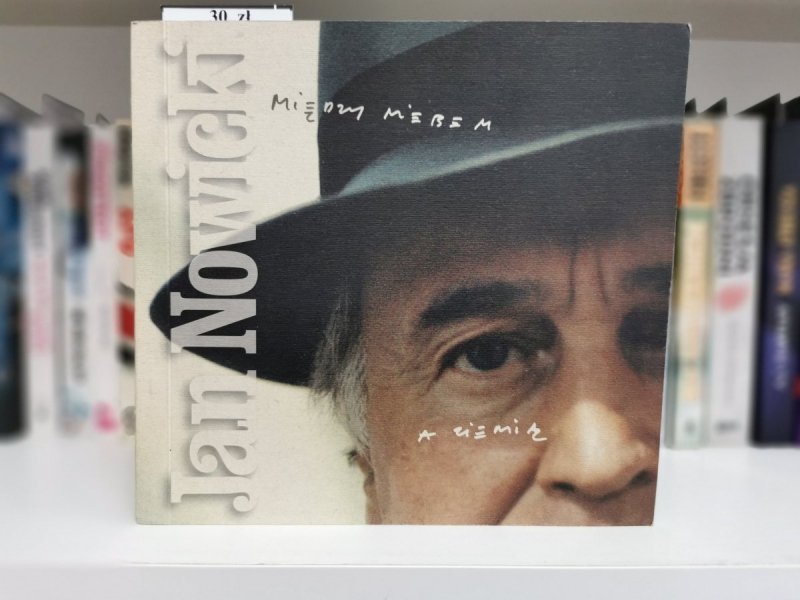 30 zł
Jan Nowicki
MIĘDZY NIEBEM
A ZIEMIĄ